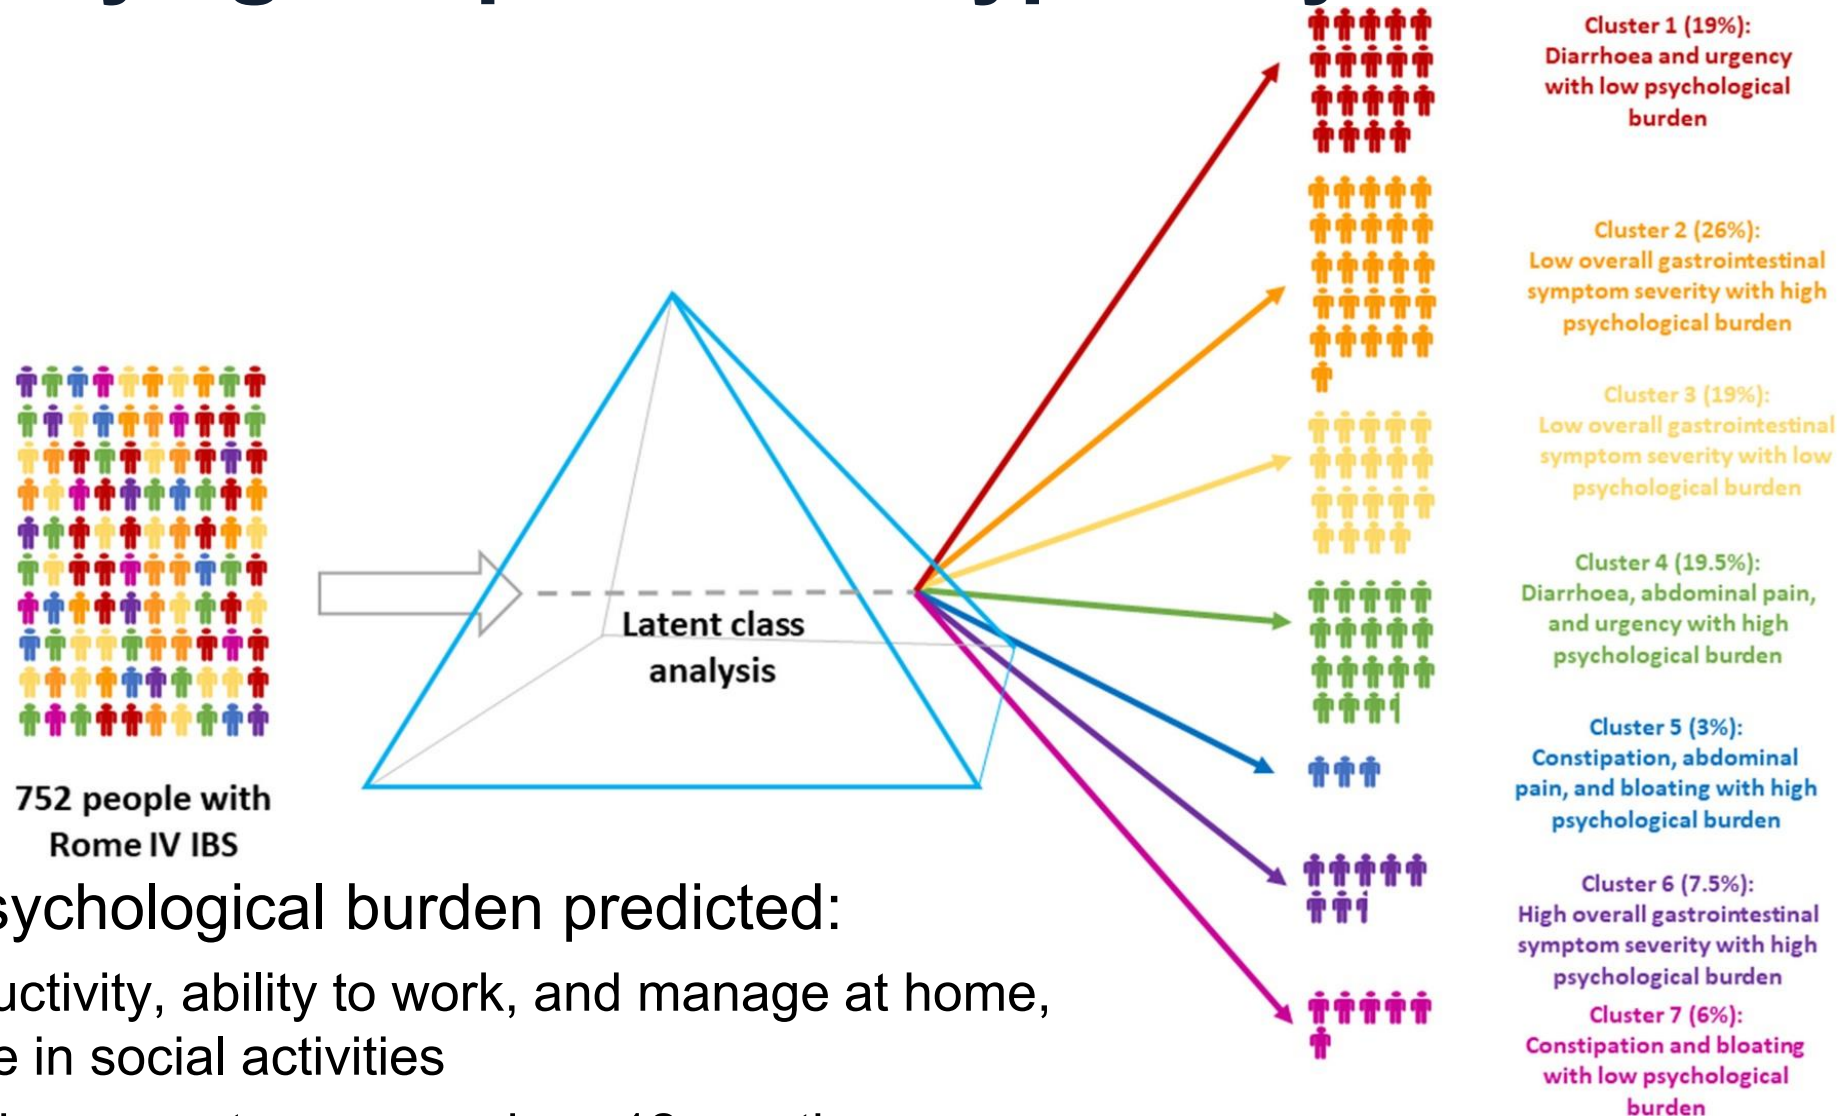 Cluster 1 (19%):
Diarrhoea and urgency
with low psychological
burden
Cluster 2 (26%):
Low overall gastrointestinal
symptom severity with high
psychological burden
Cluster 3 (19%):
Low overall gastrointestinal
symptom severity with low
psychological burden
Cluster 4 (19.5%):
Diarrhoea, abdominal pain,
and urgency with high
psychological burden
Cluster 5 (3%):
Constipation, abdominal
pain, and bloating with high
psychological burden
Cluster 6 (7.5%):
High overall gastrointestinal
symptom severity with high
psychological burden
Cluster 7 (6%):
Constipation and bloating
with low psychological
burden
Latent class
analysis
752 people with
Rome IV IBS
sychological burden predicted:
uctivity, ability to work, and manage at home,
e in social activities